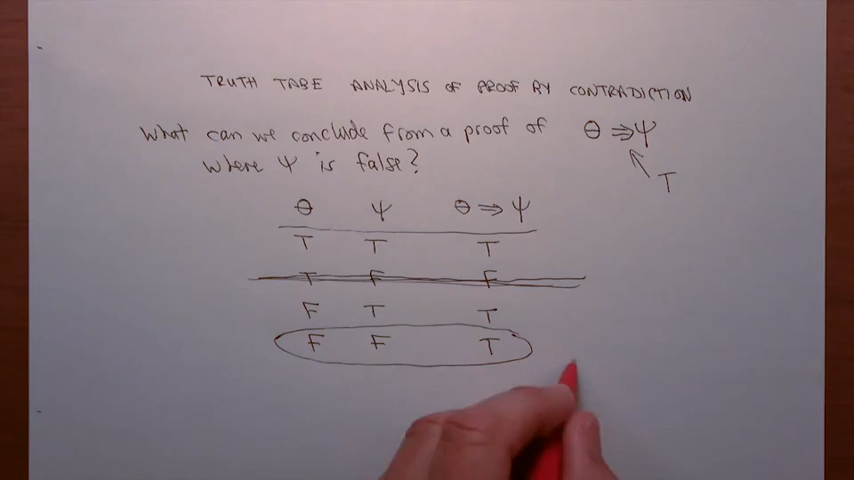 TRUTH TABE ANALYSIS OF PROOF BY CONTRADICTION
What can we conclude from a proof of θ ⇒ Ψ
where Ψ is false?
T
θ Ψ θ ⇒ Ψ
T T T
T F F
F T T
F F T